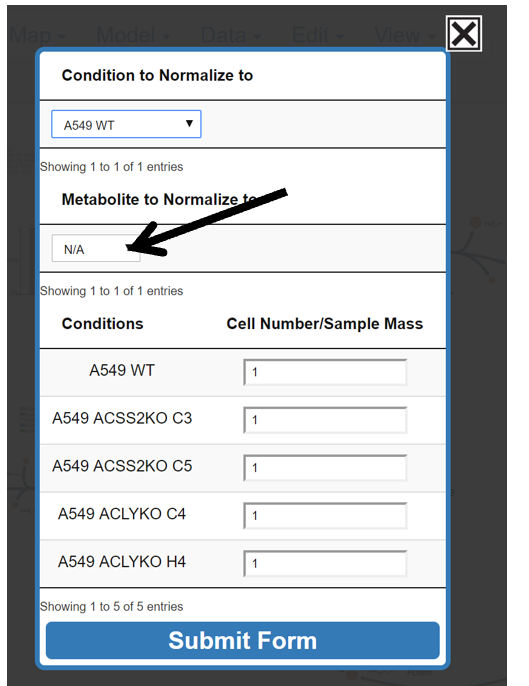 Map Model Data Edit View
Condition to Normalize to
A549 WT
Showing 1 to 1 of 1 entries
Metabolite to Normalize to
N/A
Showing 1 to 1 of 1 entries
Conditions Cell Number/Sample Mass
A549 WT 1
A549 ACSS2KO C3 1
A549 ACSS2KO C5 1
A549 ACLYKO C4 1
A549 ACLYKO H4 1
Showing 1 to 5 of 5 entries
Submit Form